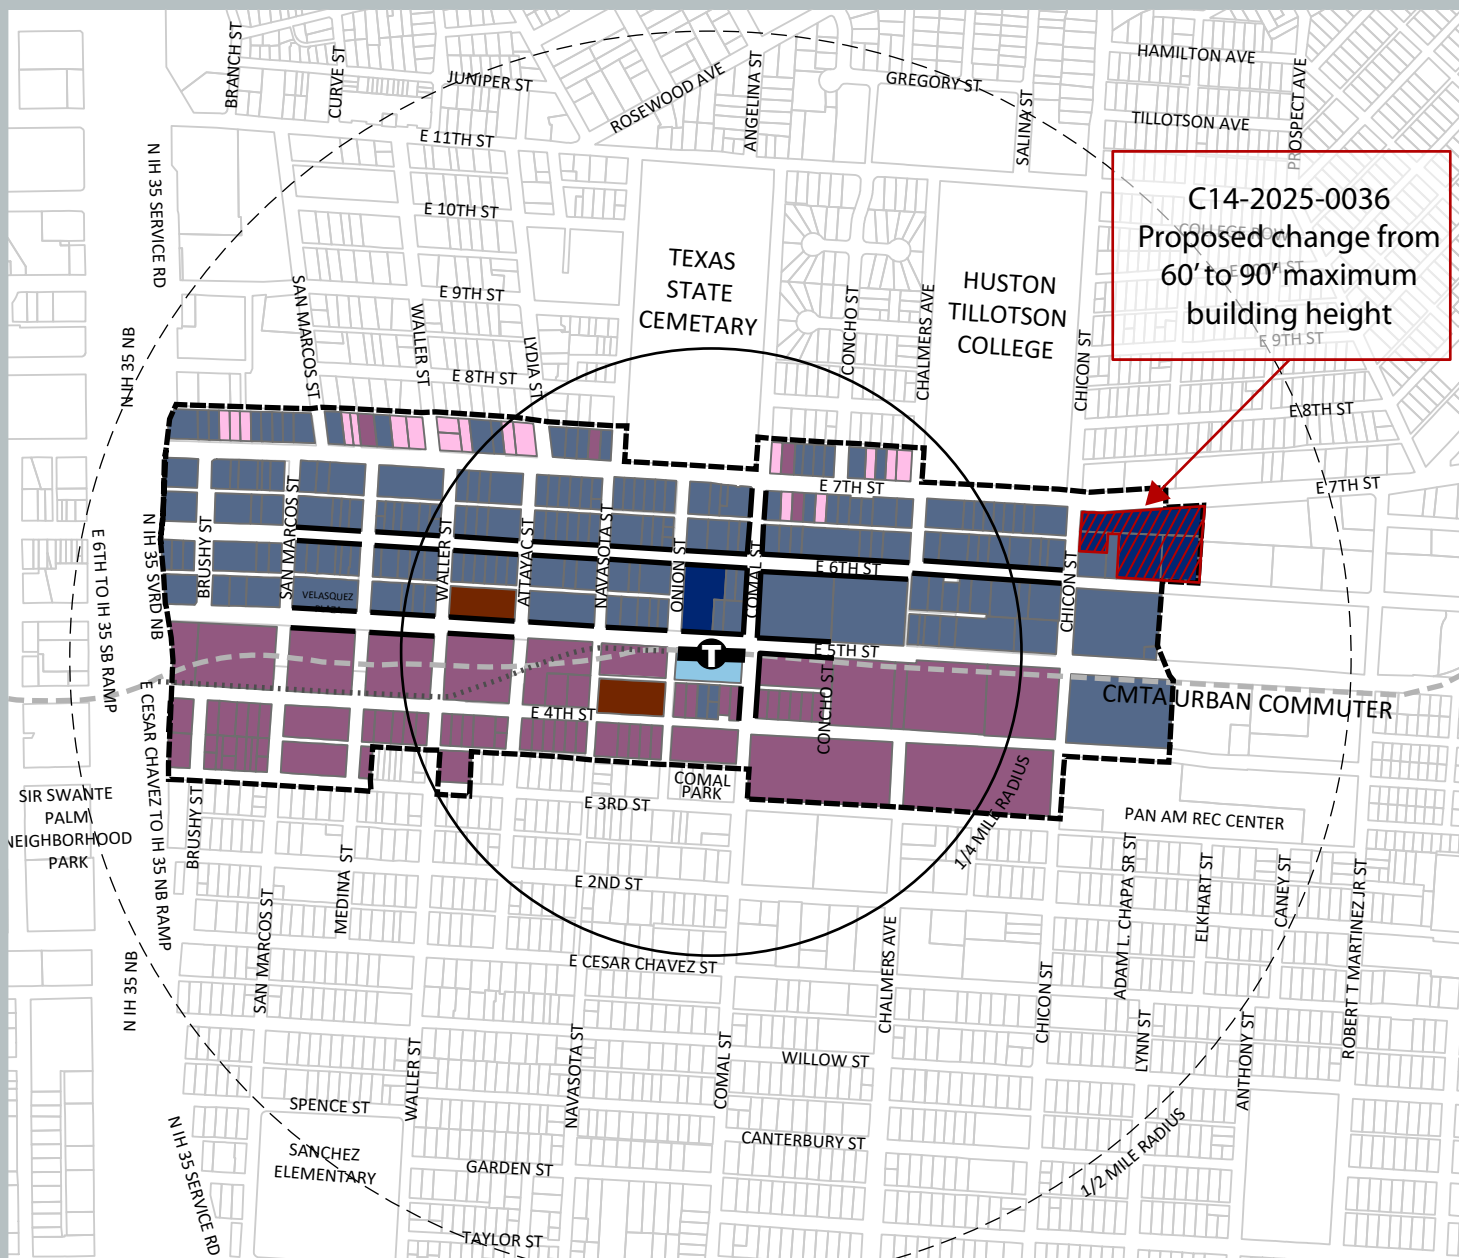 BRANCH ST
CURVE ST
JUNIPER ST
ROSEWOOD AVE
ANGELINA ST
GREGORY ST
SALINA ST
HAMILTON AVE
TILLOTSON AVE
PROSPECT AVE
E 11TH ST
N IH 35 SERVICE RD
E 10TH ST
C14-2025-0036
Proposed change from
60’ to 90’ maximum
building height
COLLEGE ROW
E 10TH ST
E 9TH ST
TEXAS
STATE
CEMETARY
HUSTON
TILLOTSON
COLLEGE
E 9TH ST
SAN MARCOS ST
WALLER ST
LYDIA ST
CONCHO ST
CHALMERS AVE
CHICON ST
N IH 35 NB
E 8TH ST
E 8TH ST
E 7TH ST
E 7TH ST
E 6TH TO IH 35 SB RAMP
N IH 35 SVRD NB
BRUSHY ST
SAN MARCOS ST
WALLER ST
ATTAYAC ST
NAVASOTA ST
ONION ST
COMAL ST
E 6TH ST
CHICON ST
VELASQUEZ
PLAZA
T
E 5TH ST
E CESAR CHAVEZ TO IH 35 NB RAMP
E 4TH ST
CONCHO ST
CMTA URBAN COMMUTER
COMAL
PARK
E 3RD ST
1/4 MILE RADIUS
SIR SWANTE
PALM
NEIGHBORHOOD
PARK
BRUSHY ST
PAN AM REC CENTER
MEDINA ST
E 2ND ST
SAN MARCOS ST
ADAM L. CHAPA SR ST
ELKHART ST
CANEY ST
ROBERT T MARTINEZ JR ST
E CESAR CHAVEZ ST
CHALMERS AVE
CHICON ST
N IH 35 NB
WALLER ST
NAVASOTA ST
COMAL ST
WILLOW ST
LYNN ST
ANTHONY ST
SPENCE ST
N IH 35 SERVICE RD
SANCHEZ
ELEMENTARY
CANTERBURY ST
GARDEN ST
1/2 MILE RADIUS
TAYLOR ST